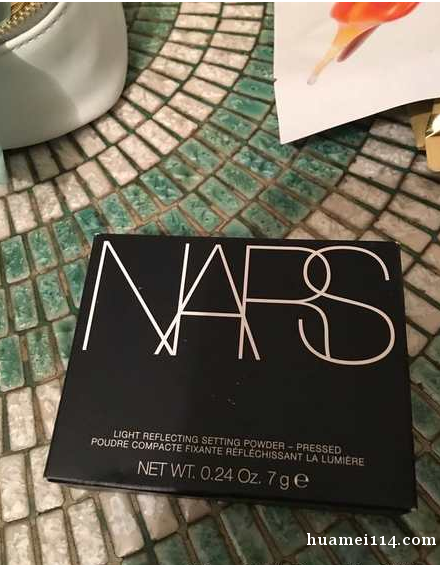 NARS
LIGHT REFLECTING SETTING POWDER – PRESSED
POUDRE COMPACTE FIXANTE RÉFLÉCHISSANT LA LUMIÈRE
NET WT. 0.24 Oz. 7 g ℮
huamei114.com